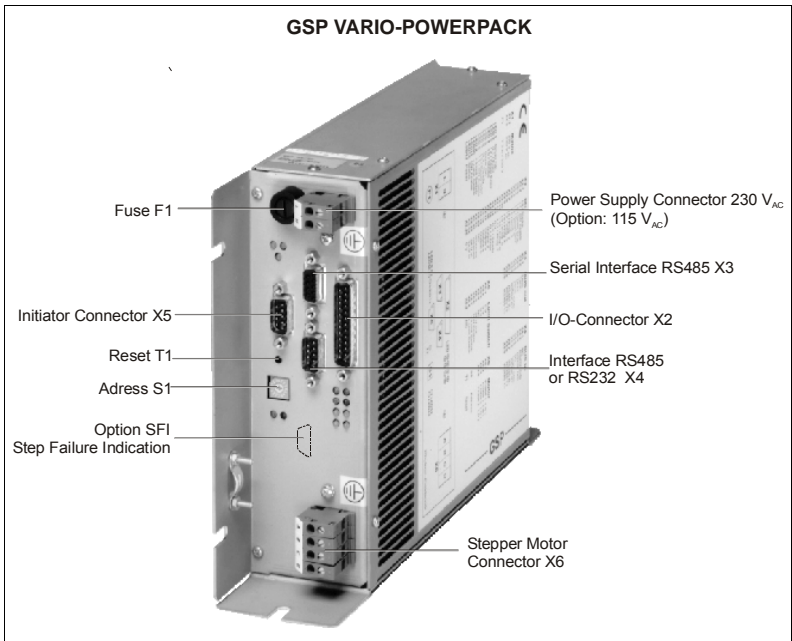 GSP VARIO-POWERPACK
Fuse F1
Power Supply Connector 230 VAC
(Option: 115 VAC)
Serial Interface RS485 X3
Initiator Connector X5
I/O-Connector X2
Reset T1
Interface RS485
or RS232 X4
Adress S1
Option SFI
Step Failure Indication
GSP
Stepper Motor
Connector X6